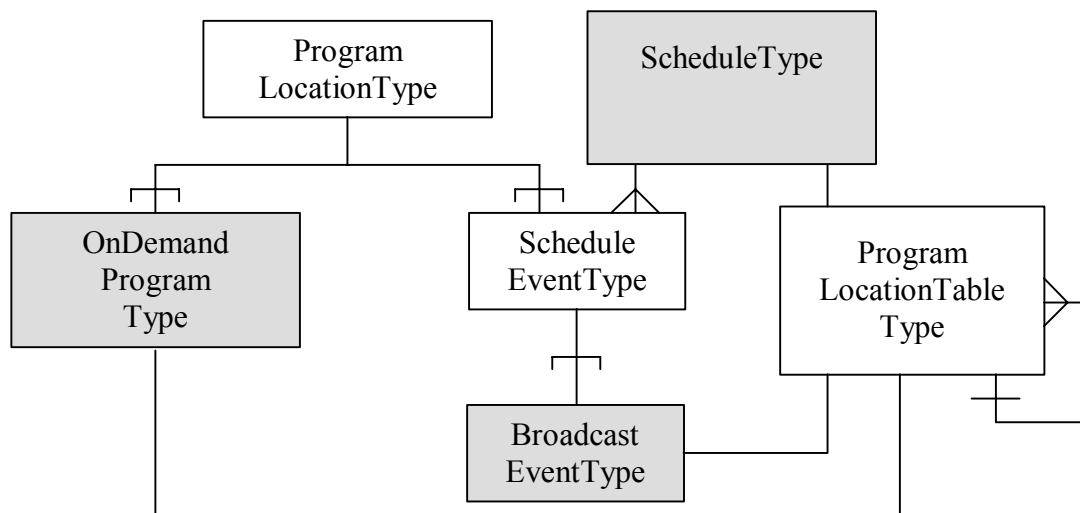 Program
LocationType
ScheduleType
OnDemand
Program
Type
Schedule
EventType
Program
LocationTable
Type
Broadcast
EventType